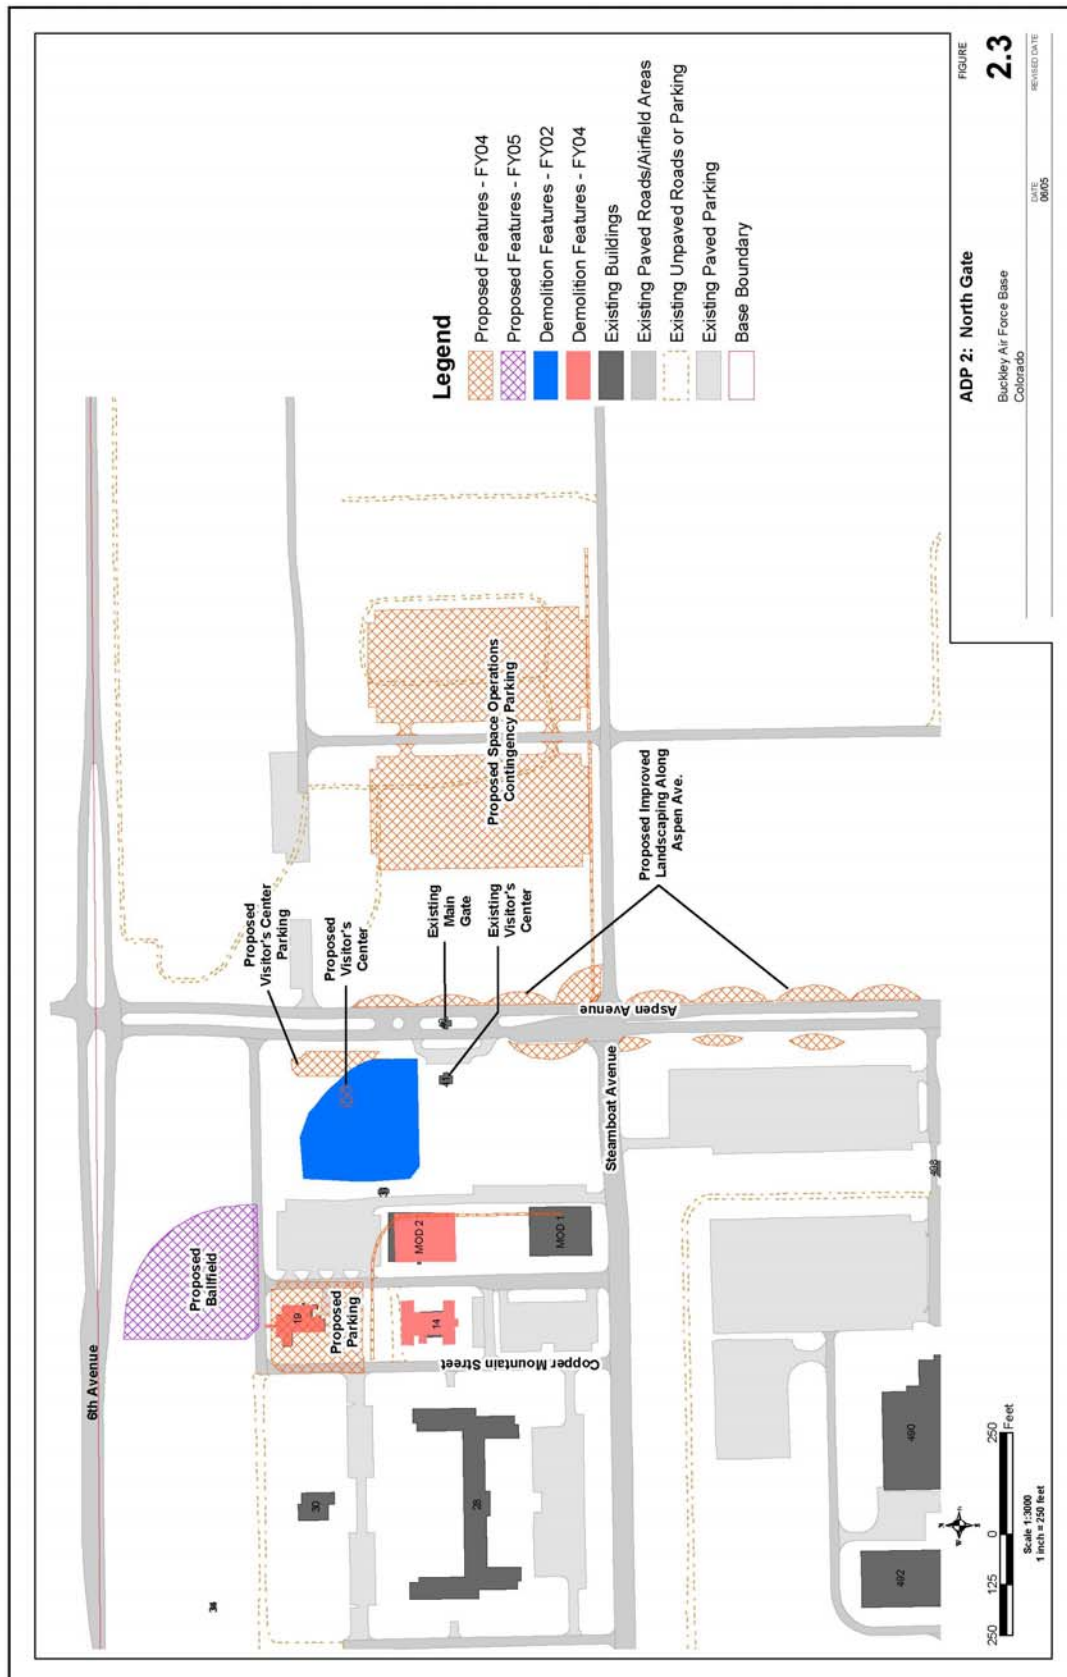 6th Avenue
34
30
28
Proposed
Ballfield
19
Proposed
Parking
14
Copper Mountain Street
MOD 2
MOD 1
Proposed
Visitor's Center
Parking
Proposed
Visitor's
Center
Existing
Main
Gate
Existing
Visitor's
Center
Proposed Space Operations
Contingency Parking
Proposed Improved
Landscaping Along
Aspen Ave.
Aspen Avenue
Steamboat Avenue
490
492
Legend
Proposed Features - FY04
Proposed Features - FY05
Demolition Features - FY02
Demolition Features - FY04
Existing Buildings
Existing Paved Roads/Airfield Areas
Existing Unpaved Roads or Parking
Existing Paved Parking
Base Boundary
250 125 0 250
Feet
Scale 1:3000
1 inch = 250 feet
ADP 2: North Gate
Buckley Air Force Base
Colorado
FIGURE
2.3
DATE
06/05
REVISED DATE